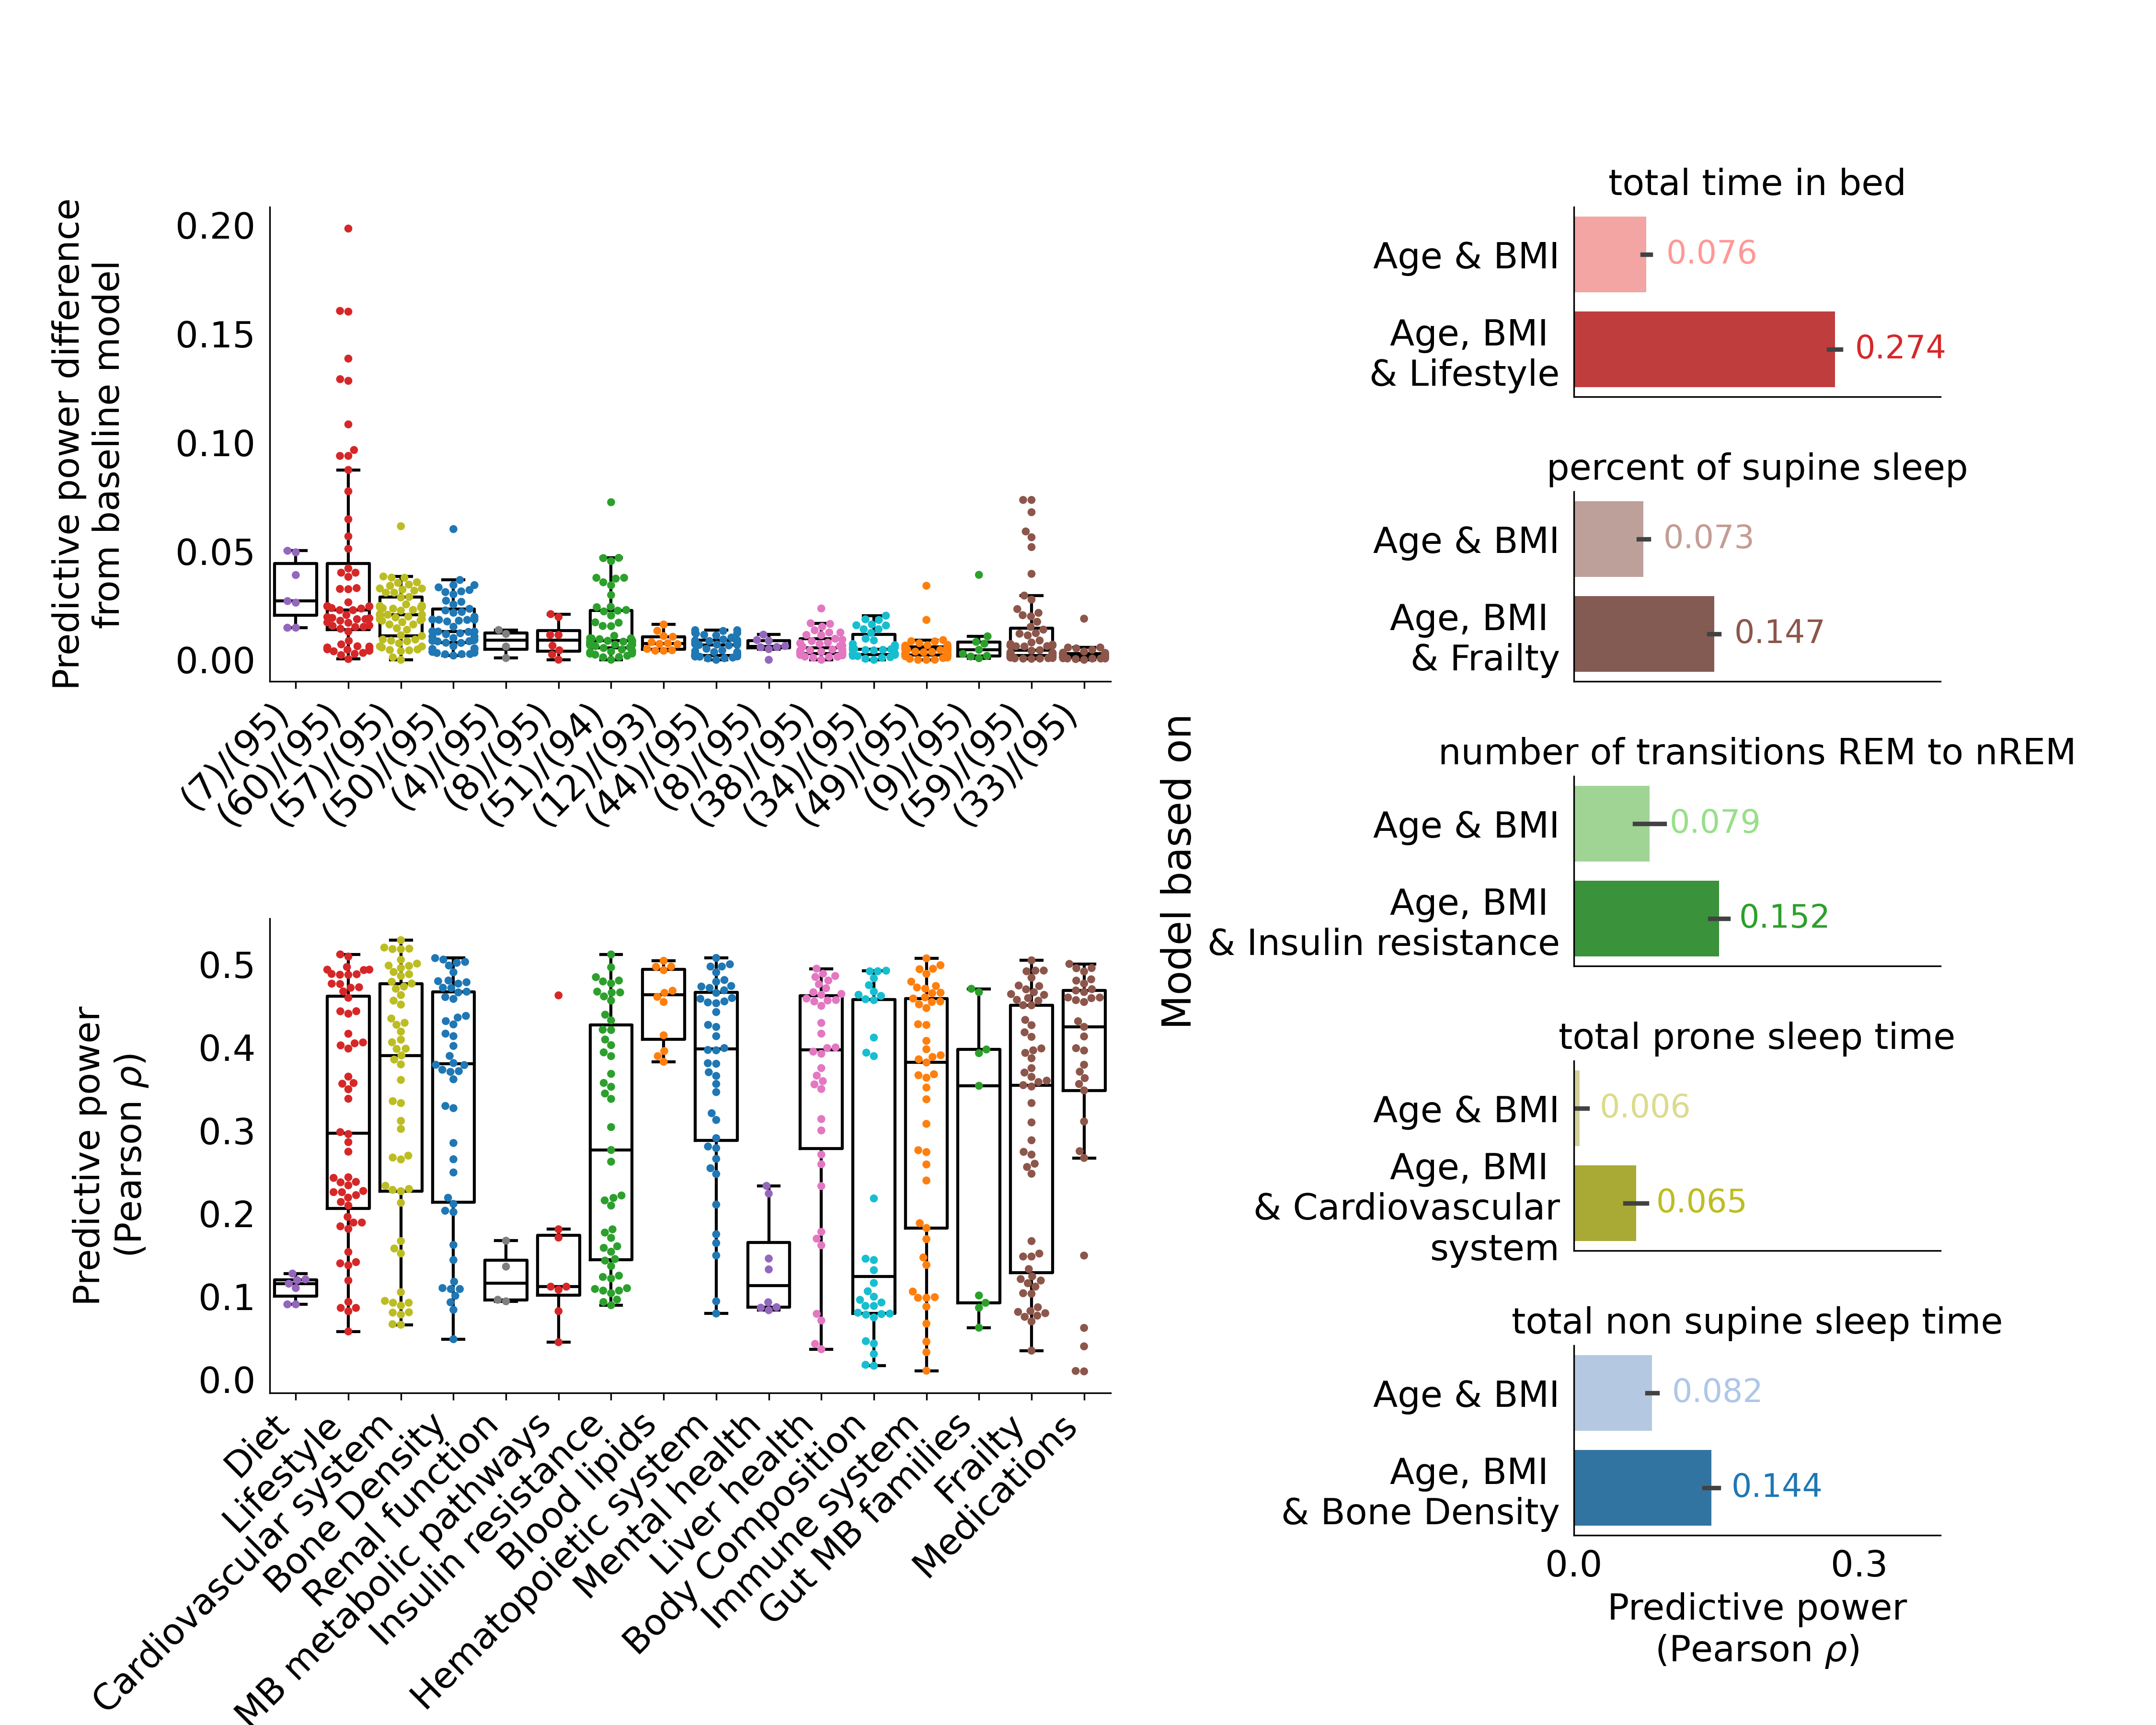 Predictive power difference
from baseline model
0.20
0.15
0.10
0.05
0.00
(7)/(95)
(60)/(95)
(57)/(95)
(50)/(95)
(4)/(95)
(8)/(95)
(51)/(94)
(12)/(93)
(44)/(95)
(8)/(95)
(38)/(95)
(34)/(95)
(49)/(95)
(9)/(95)
(59)/(95)
(33)/(95)
Predictive power
(Pearson ρ)
0.5
0.4
0.3
0.2
0.1
0.0
Diet
Lifestyle
Cardiovascular system
Bone Density
Renal function
MB metabolic pathways
Insulin resistance
Blood lipids
Hematopoietic system
Mental health
Liver health
Body Composition
Immune system
Gut MB families
Frailty
Medications
Model based on
total time in bed
Age & BMI
0.076
Age, BMI
& Lifestyle
0.274
percent of supine sleep
Age & BMI
0.073
Age, BMI
& Frailty
0.147
number of transitions REM to nREM
Age & BMI
0.079
Age, BMI
& Insulin resistance
0.152
total prone sleep time
Age & BMI
0.006
Age, BMI
& Cardiovascular
system
0.065
total non supine sleep time
Age & BMI
0.082
Age, BMI
& Bone Density
0.144
0.0
0.3
Predictive power
(Pearson ρ)